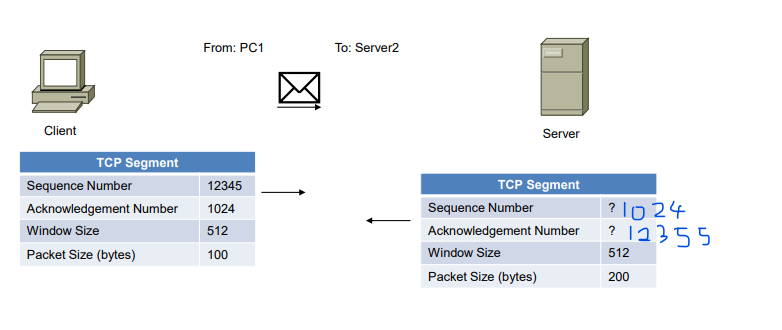 From: PC1 To: Server2
Client
Server
TCP Segment
Sequence Number 12345
Acknowledgement Number 1024
Window Size 512
Packet Size (bytes) 100
TCP Segment
Sequence Number ? 1024
Acknowledgement Number ? 12355
Window Size 512
Packet Size (bytes) 200